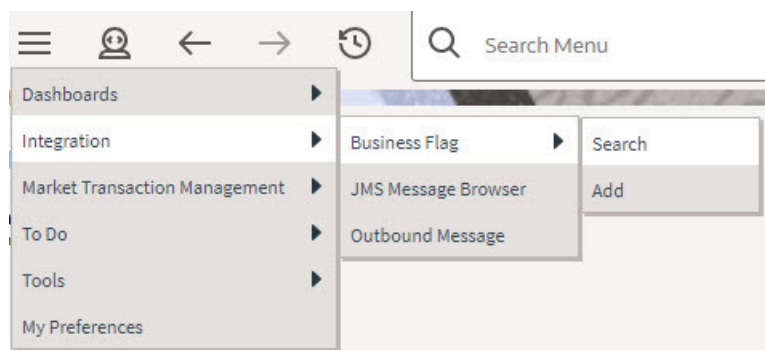 Search Menu
Dashboards
Integration
Business Flag
Search
Market Transaction Management
JMS Message Browser
Add
To Do
Outbound Message
Tools
My Preferences